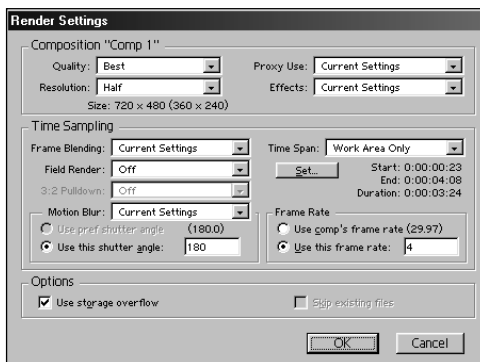 Render Settings
Composition "Comp 1"
Quality: Best
Proxy Use: Current Settings
Resolution: Half
Effects: Current Settings
Size: 720 x 480 (360 x 240)
Time Sampling
Frame Blending: Current Settings
Time Span: Work Area Only
Field Render: Off
Set...
Start: 0:00:00:23
End: 0:00:04:08
Duration: 0:00:03:24
3:2 Pulldown: Off
Motion Blur: Current Settings
Frame Rate
Use pref shutter angle (180.0)
Use comp's frame rate (29.97)
Use this shutter angle: 180
Use this frame rate: 4
Options
Use storage overflow
Skip existing files
OK
Cancel